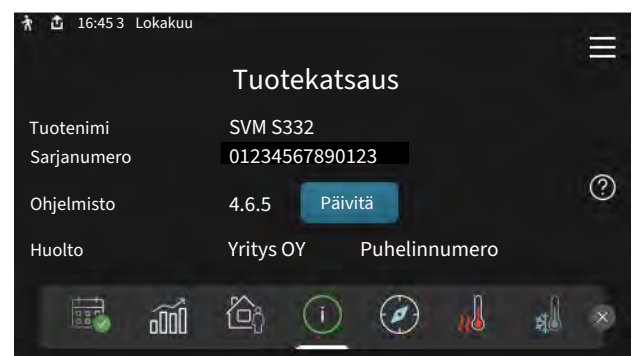 16:45 3 Lokakuu
Tuotekatsaus
Tuotenimi SVM S332
Sarjanumero 01234567890123
Ohjelmisto 4.6.5 Päivitä
Huolto Yritys OY Puhelinnumero